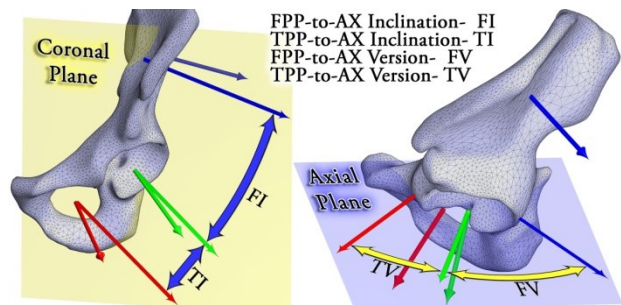 FPP-to-AX Inclination- FI
TPP-to-AX Inclination- TI
FPP-to-AX Version- FV
TPP-to-AX Version- TV
Coronal
Plane
FI
TI
Axial
Plane
TV
FV